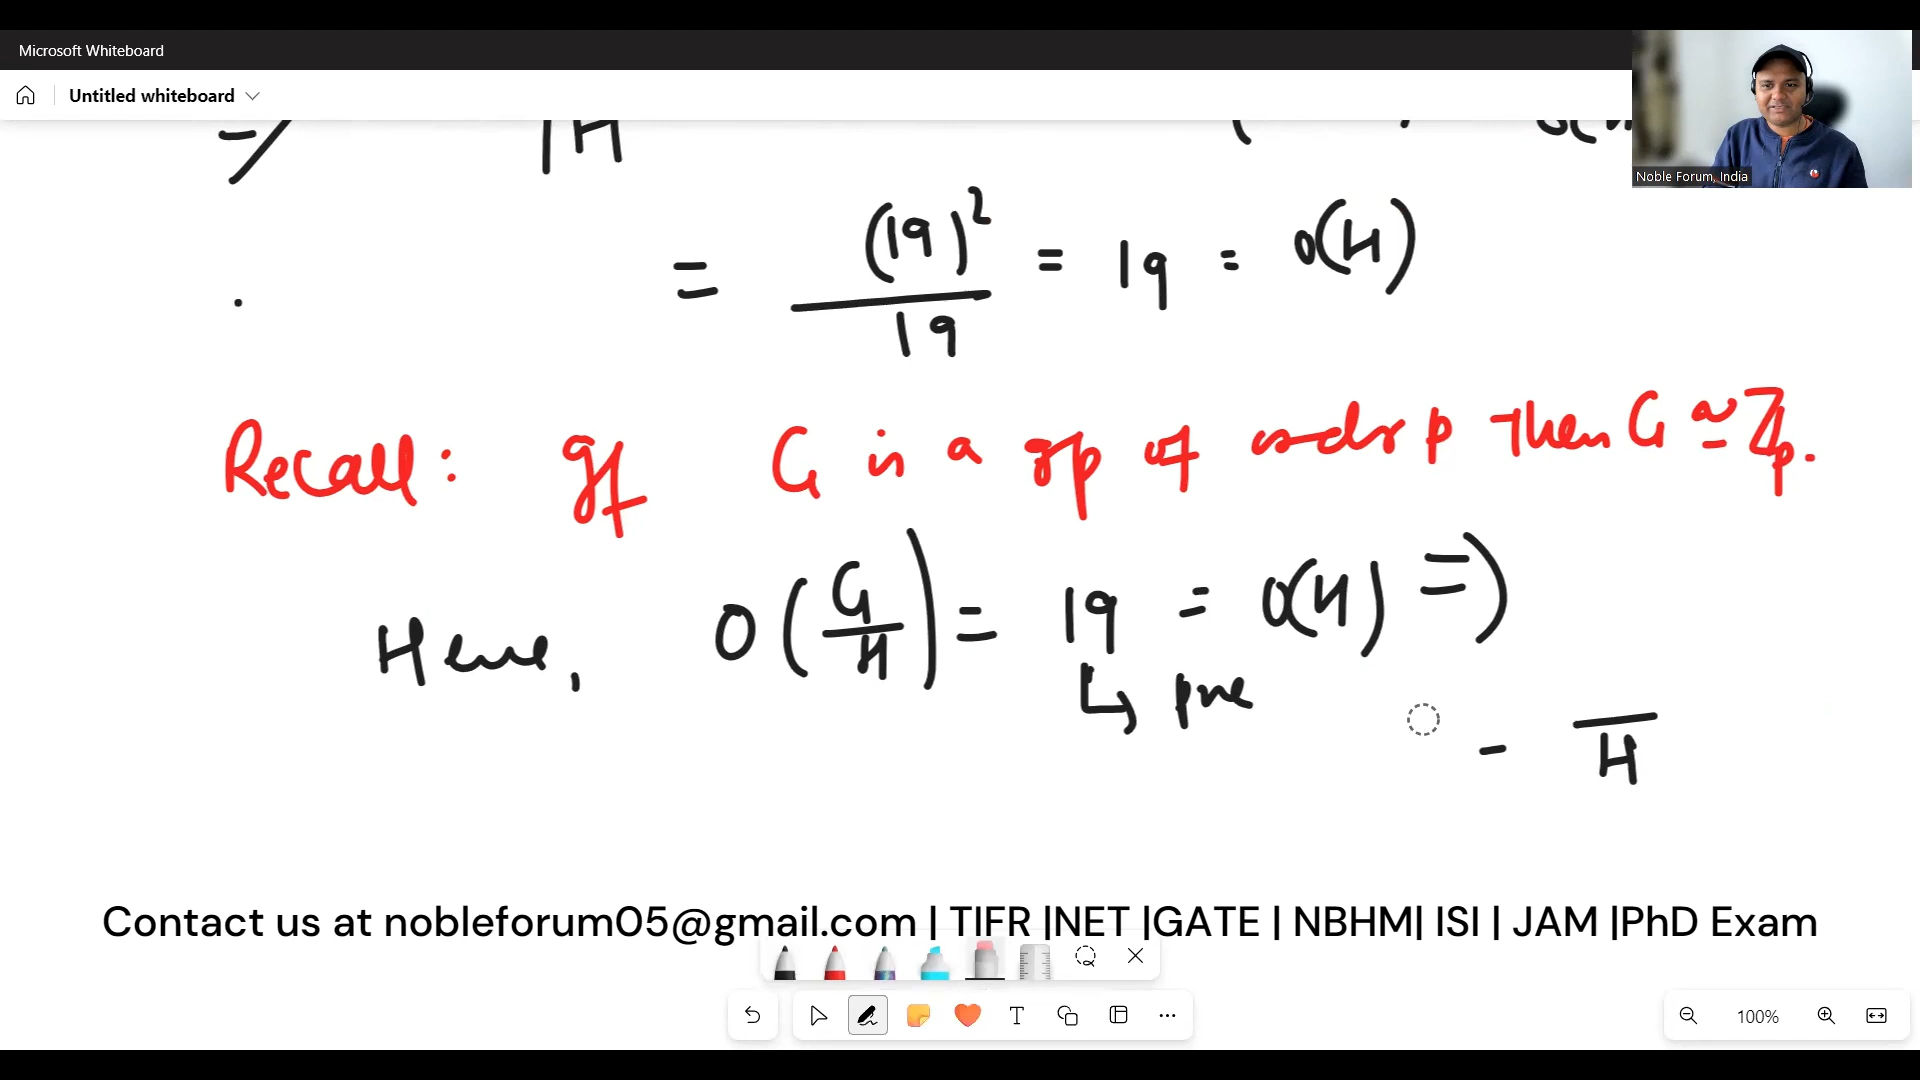 Microsoft Whiteboard
Untitled whiteboard
Noble Forum, India
= (19)² / 19 = 19 = o(H)
Recall: If G is a gp of order p then G ≅ ℤp.
Here, O(G/H) = 19 = o(H) =)
↳ prie
- / H
Contact us at nobleforum05@gmail.com | TIFR |NET |GATE | NBHM| ISI | JAM |PhD Exam
100%